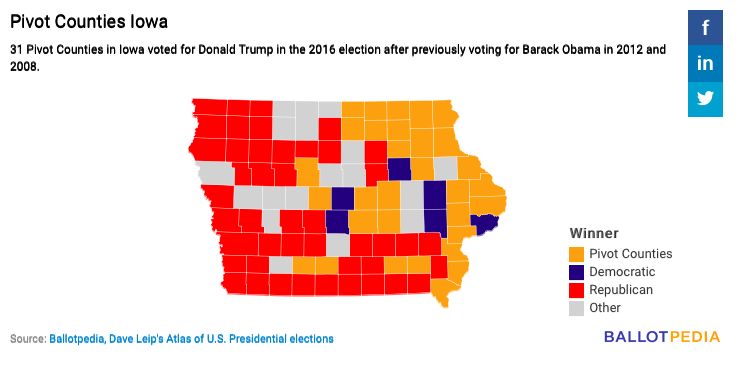 Pivot Counties Iowa
31 Pivot Counties in Iowa voted for Donald Trump in the 2016 election after previously voting for Barack Obama in 2012 and
2008.
f
in
Winner
Pivot Counties
Democratic
Republican
Other
Source: Ballotpedia, Dave Leip's Atlas of U.S. Presidential elections
BALLOTPEDIA